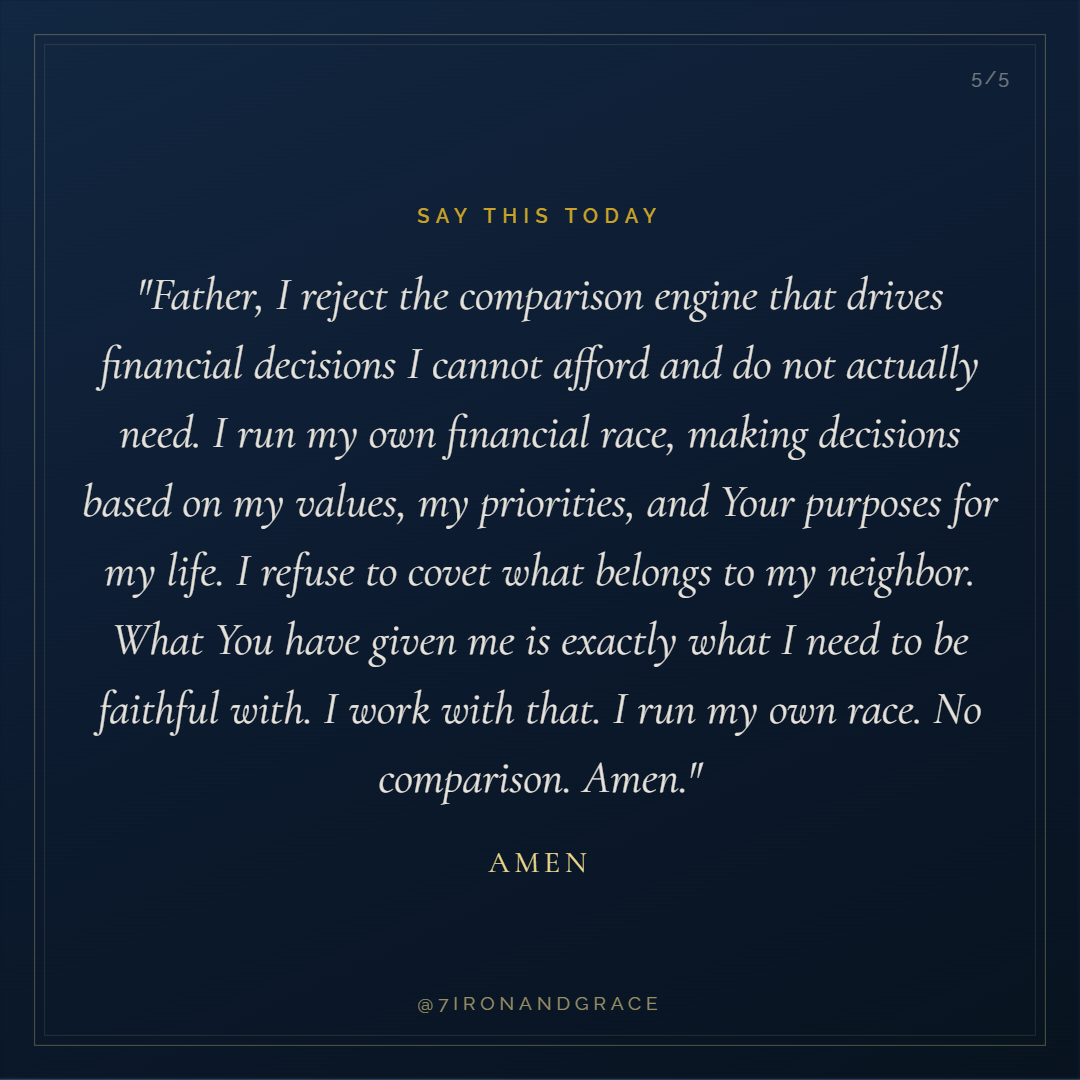 5/5
SAY THIS TODAY
"Father, I reject the comparison engine that drives
financial decisions I cannot afford and do not actually
need. I run my own financial race, making decisions
based on my values, my priorities, and Your purposes for
my life. I refuse to covet what belongs to my neighbor.
What You have given me is exactly what I need to be
faithful with. I work with that. I run my own race. No
comparison. Amen."
AMEN
@7IRONANDGRACE